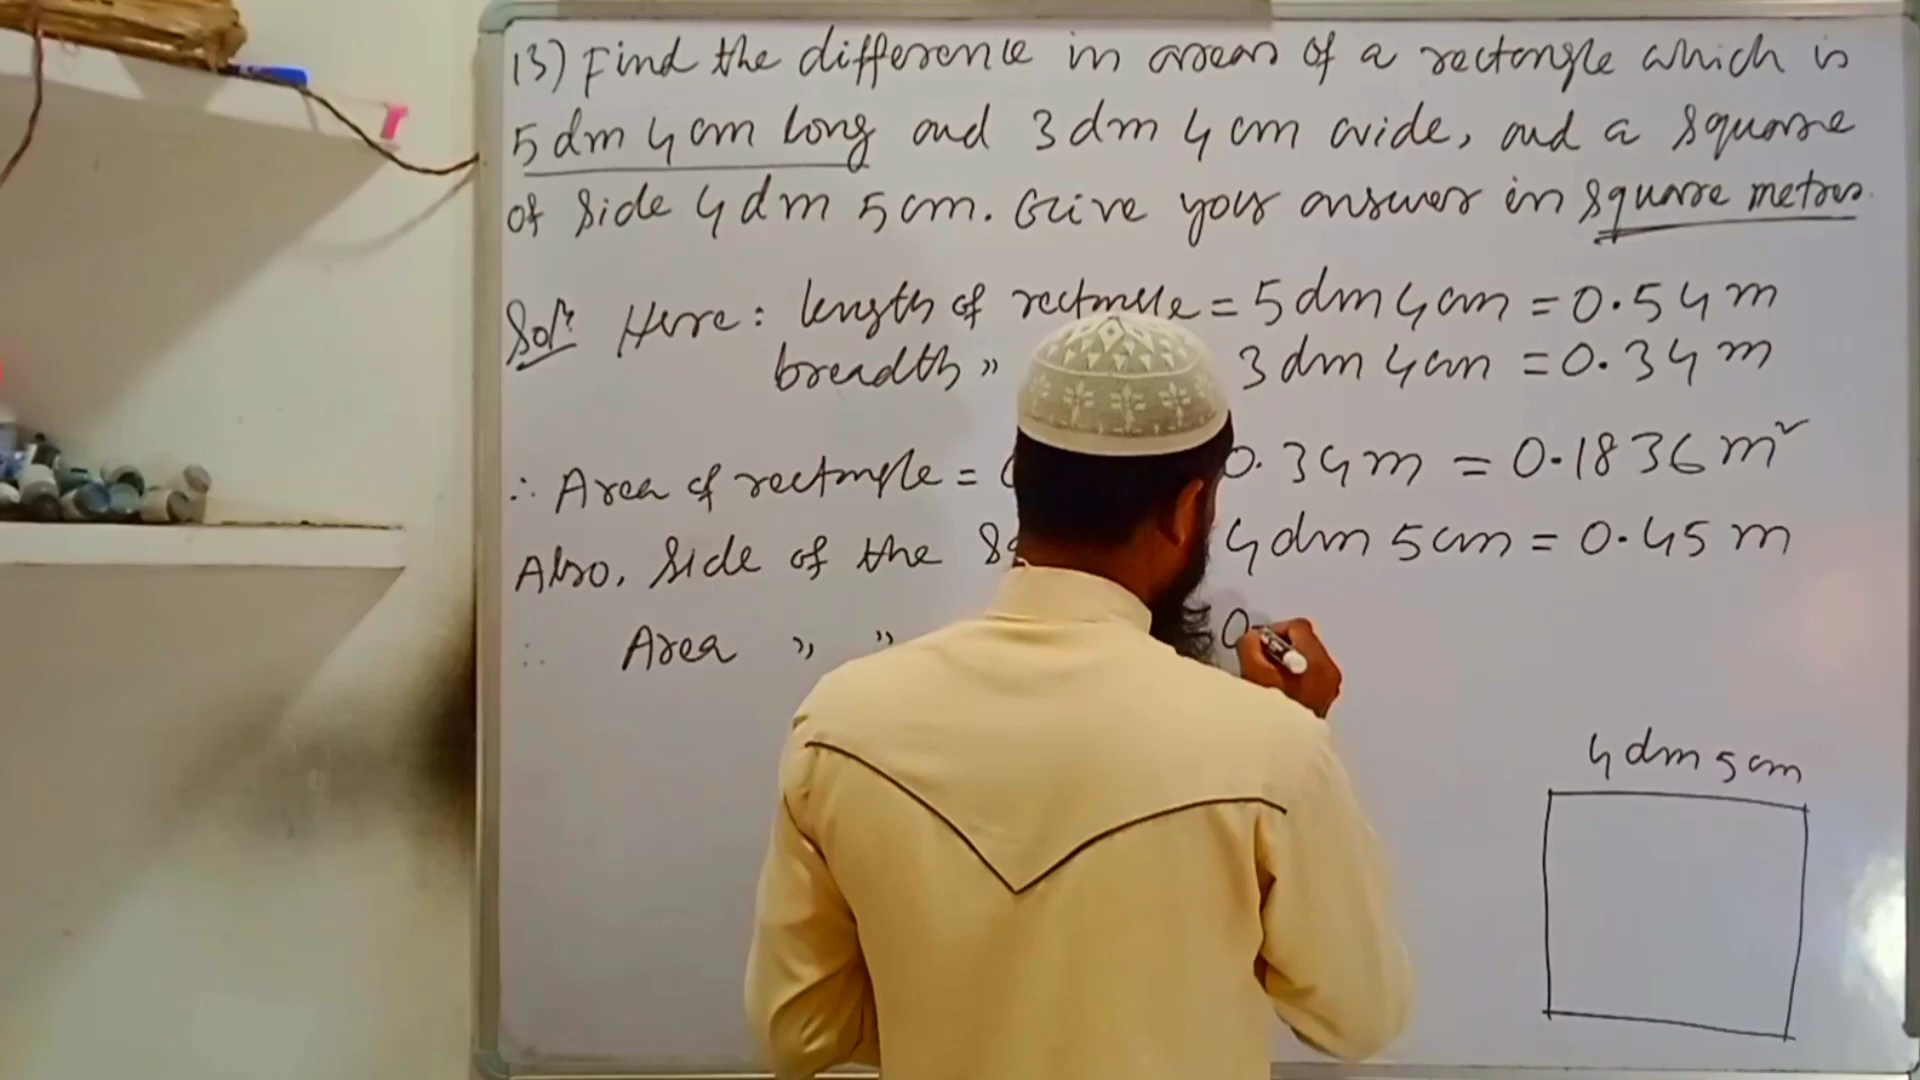 13) Find the difference in areas of a rectangle which is
5 dm 4 cm long and 3 dm 4 cm wide, and a square
of side 4 dm 5 cm. Give your answer in square metres.
Sol. Here: length of rectangle = 5 dm 4 cm = 0.54 m
breadth " 3 dm 4 cm = 0.34 m
∴ Area of rectangle = 0.34 m = 0.1836 m²
Also, side of the 4 dm 5 cm = 0.45 m
∴ Area " " 0
4 dm 5 cm